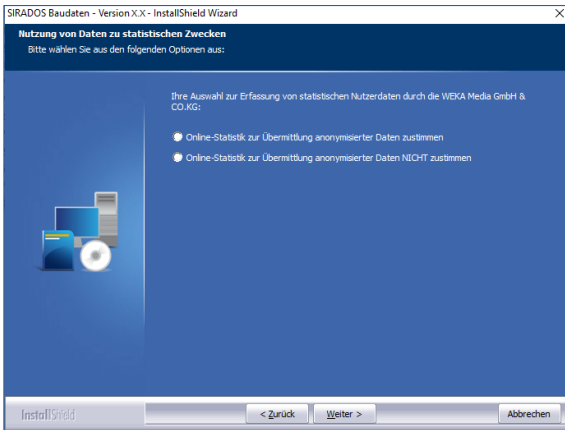 SIRADOS Baudaten - Version X.X - InstallShield Wizard
Nutzung von Daten zu statistischen Zwecken
Bitte wählen Sie aus den folgenden Optionen aus:
Ihre Auswahl zur Erfassung von statistischen Nutzerdaten durch die WEKA Media GmbH &
CO.KG:
Online-Statistik zur Übermittlung anonymisierter Daten zustimmen
Online-Statistik zur Übermittlung anonymisierter Daten NICHT zustimmen
InstallShield
< Zurück Weiter > Abbrechen